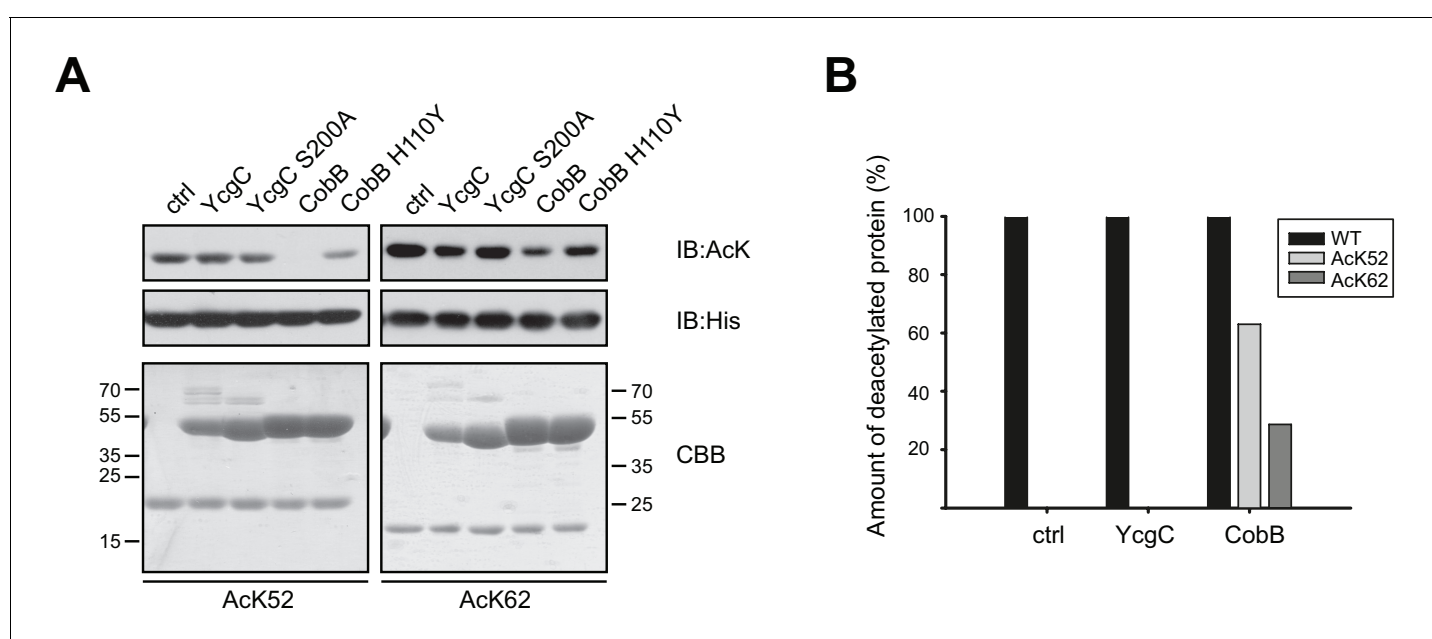 A
ctrl
YcgC
YcgC S200A
CobB
CobB H110Y
ctrl
YcgC
YcgC S200A
CobB
CobB H110Y
IB:AcK
IB:His
70
55
35
25
15
70
55
35
25
CBB
AcK52
AcK62
B
Amount of deacetylated protein (%)
100
80
60
40
20
WT
AcK52
AcK62
ctrl
YcgC
CobB